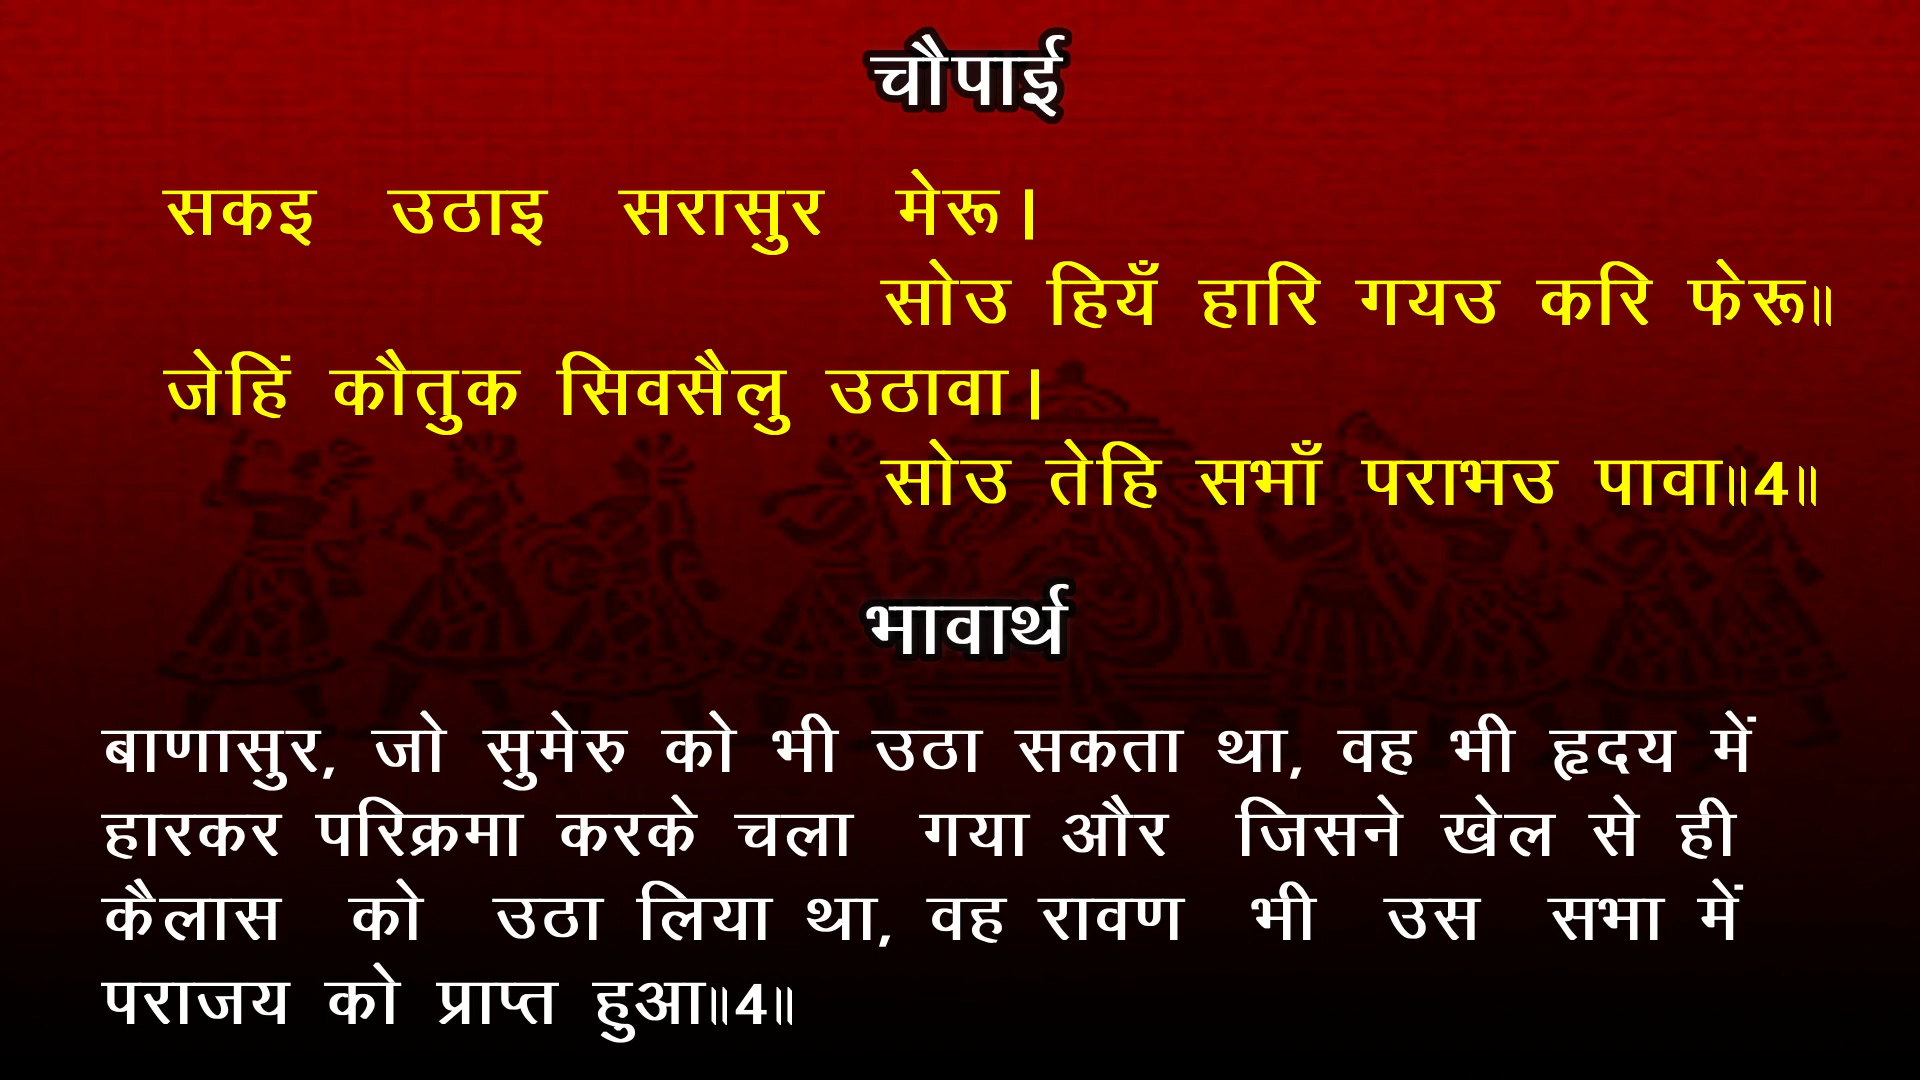 चौपाई
सकइ उठाइ सरासुर मेरू।
सोउ हियँ हारि गयउ करि फेरू॥
जेहिं कौतुक सिवसैलु उठावा।
सोउ तेहि सभाँ पराभउ पावा॥4॥
भावार्थ
बाणासुर, जो सुमेरु को भी उठा सकता था, वह भी हृदय में
हारकर परिक्रमा करके चला गया और जिसने खेल से ही
कैलास को उठा लिया था, वह रावण भी उस सभा में
पराजय को प्राप्त हुआ॥4॥